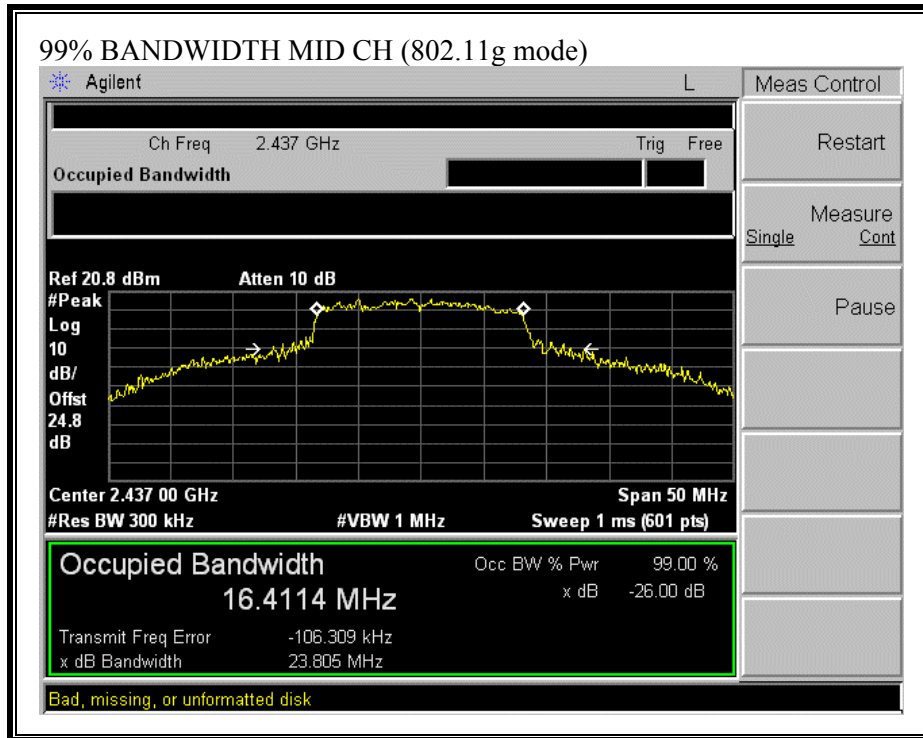 99% BANDWIDTH MID CH (802.11g mode)
Agilent L Meas Control
Ch Freq 2.437 GHz Trig Free
Occupied Bandwidth
Restart
Measure
Single Cont
Pause
Ref 20.8 dBm Atten 10 dB
#Peak
Log
10
dB/
Offst
24.8
dB
Center 2.437 00 GHz Span 50 MHz
#Res BW 300 kHz #VBW 1 MHz Sweep 1 ms (601 pts)
Occupied Bandwidth Occ BW % Pwr 99.00 %
16.4114 MHz x dB -26.00 dB
Transmit Freq Error -106.309 kHz
x dB Bandwidth 23.805 MHz
Bad, missing, or unformatted disk